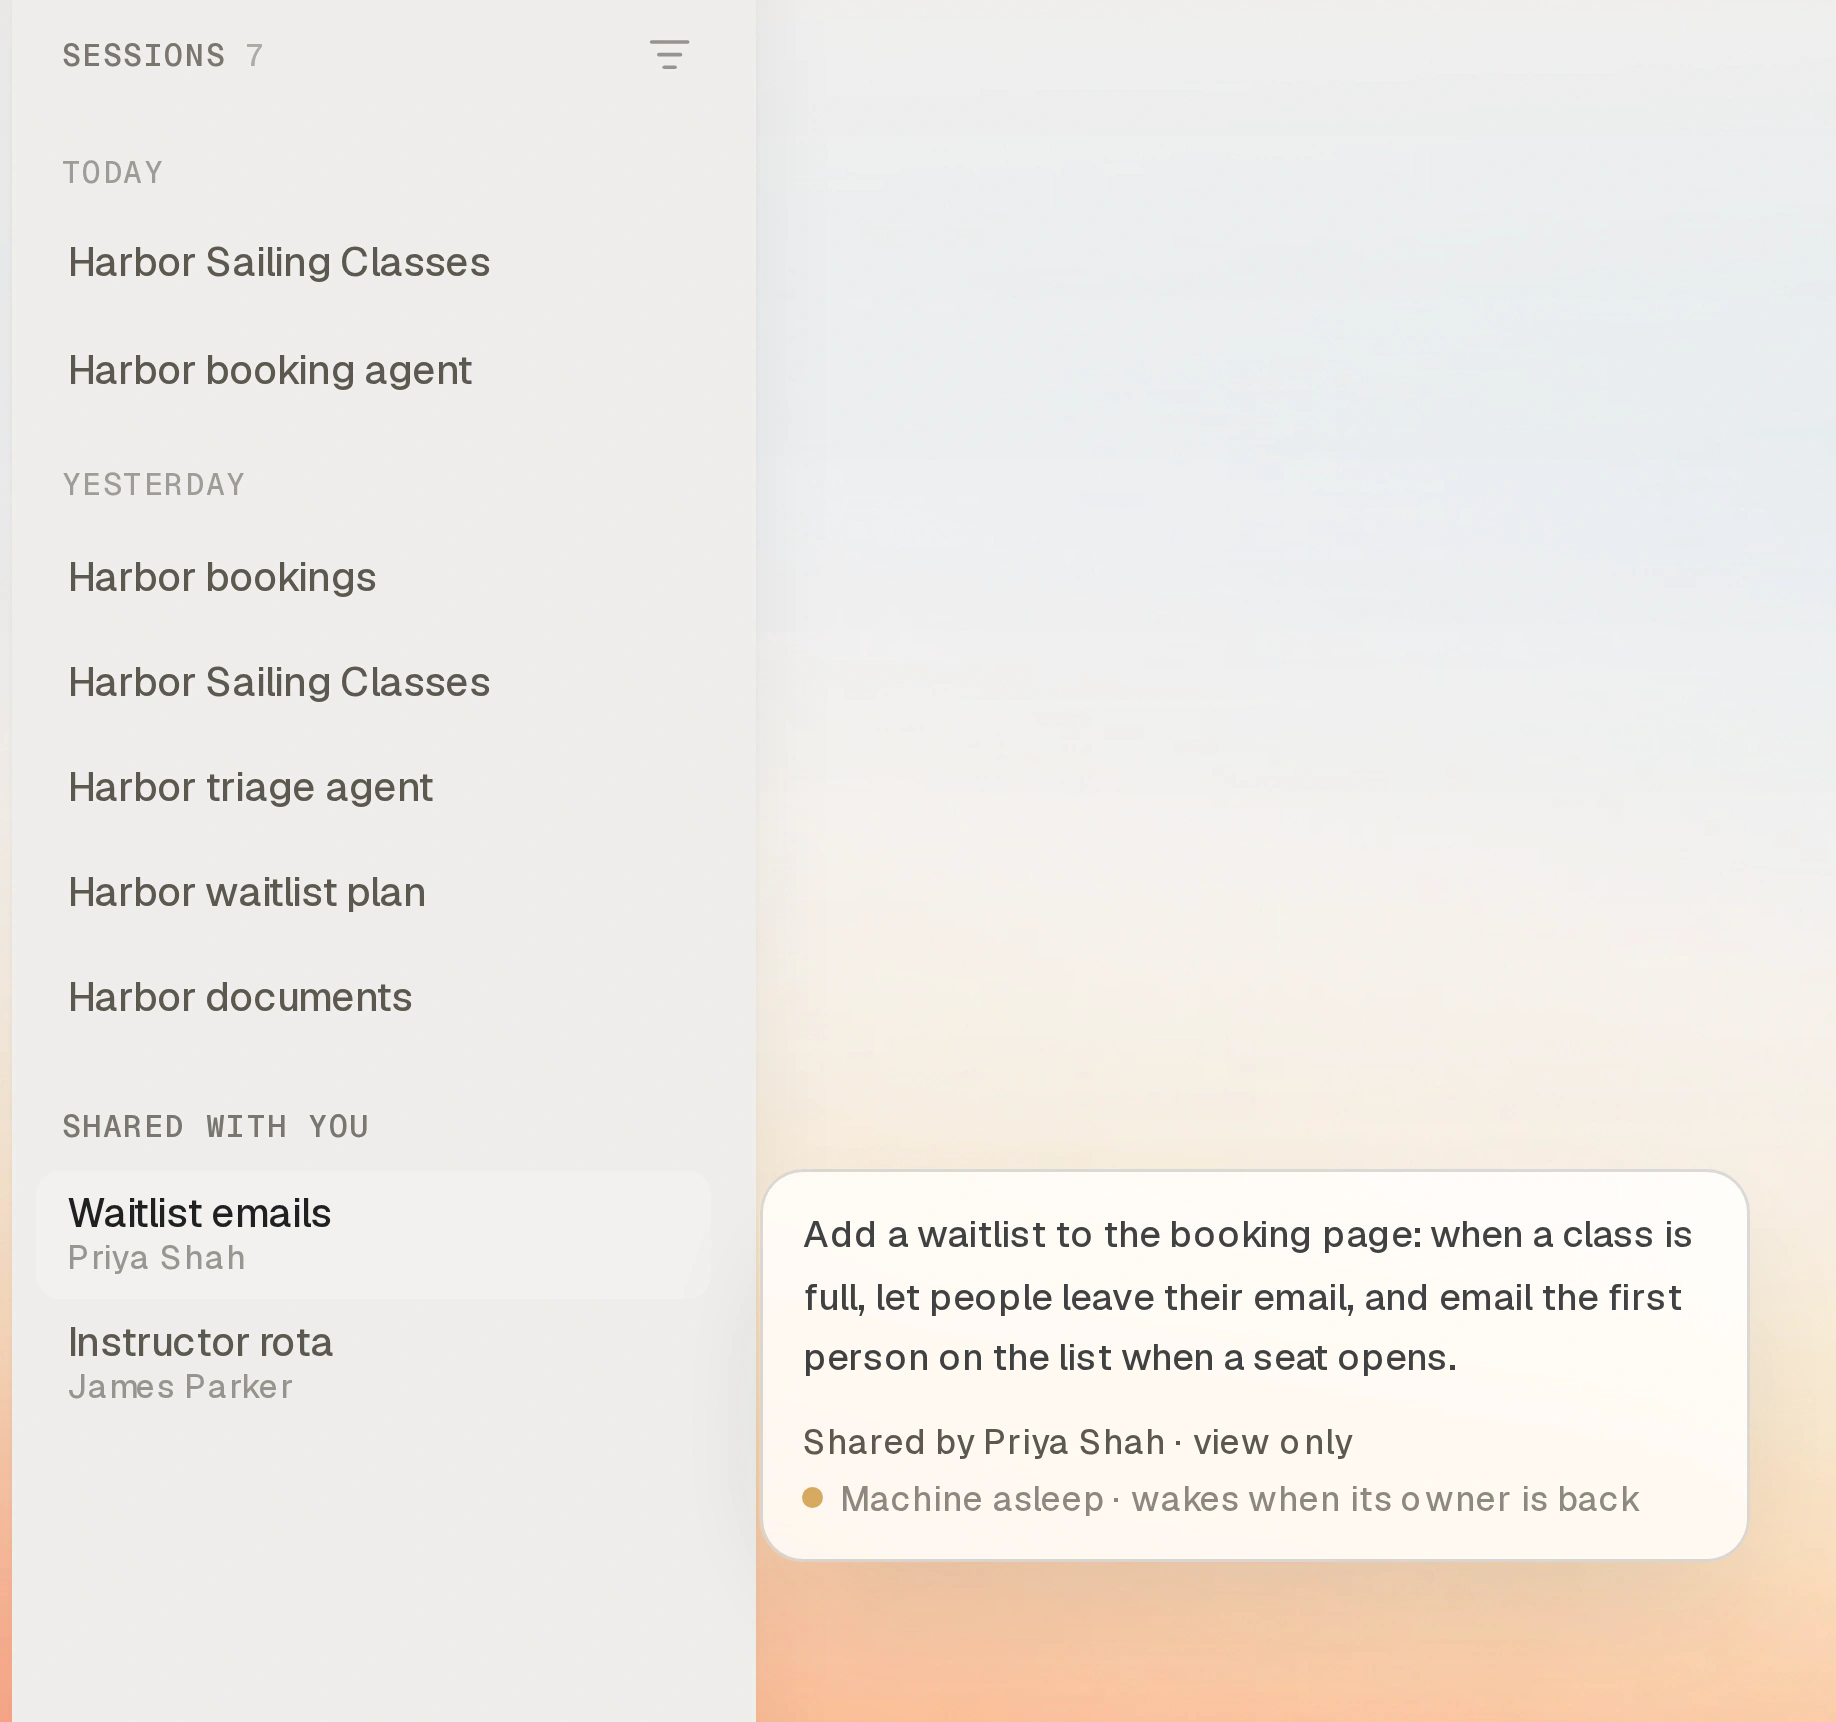 SESSIONS 7
TODAY
Harbor Sailing Classes
Harbor booking agent
YESTERDAY
Harbor bookings
Harbor Sailing Classes
Harbor triage agent
Harbor waitlist plan
Harbor documents
SHARED WITH YOU
Waitlist emails
Priya Shah
Instructor rota
James Parker
Add a waitlist to the booking page: when a class is
full, let people leave their email, and email the first
person on the list when a seat opens.
Shared by Priya Shah · view only
Machine asleep · wakes when its owner is back